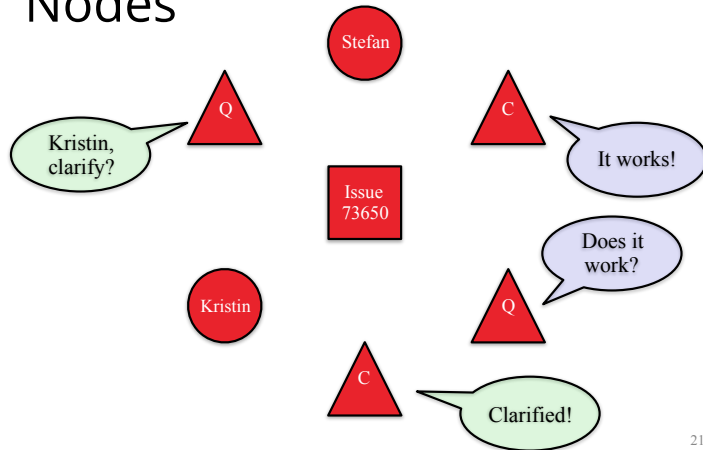 Nodes
Stefan
Q
C
Kristin,
clarify?
It works!
Issue
73650
Does it
work?
Kristin
Q
C
Clarified!
21